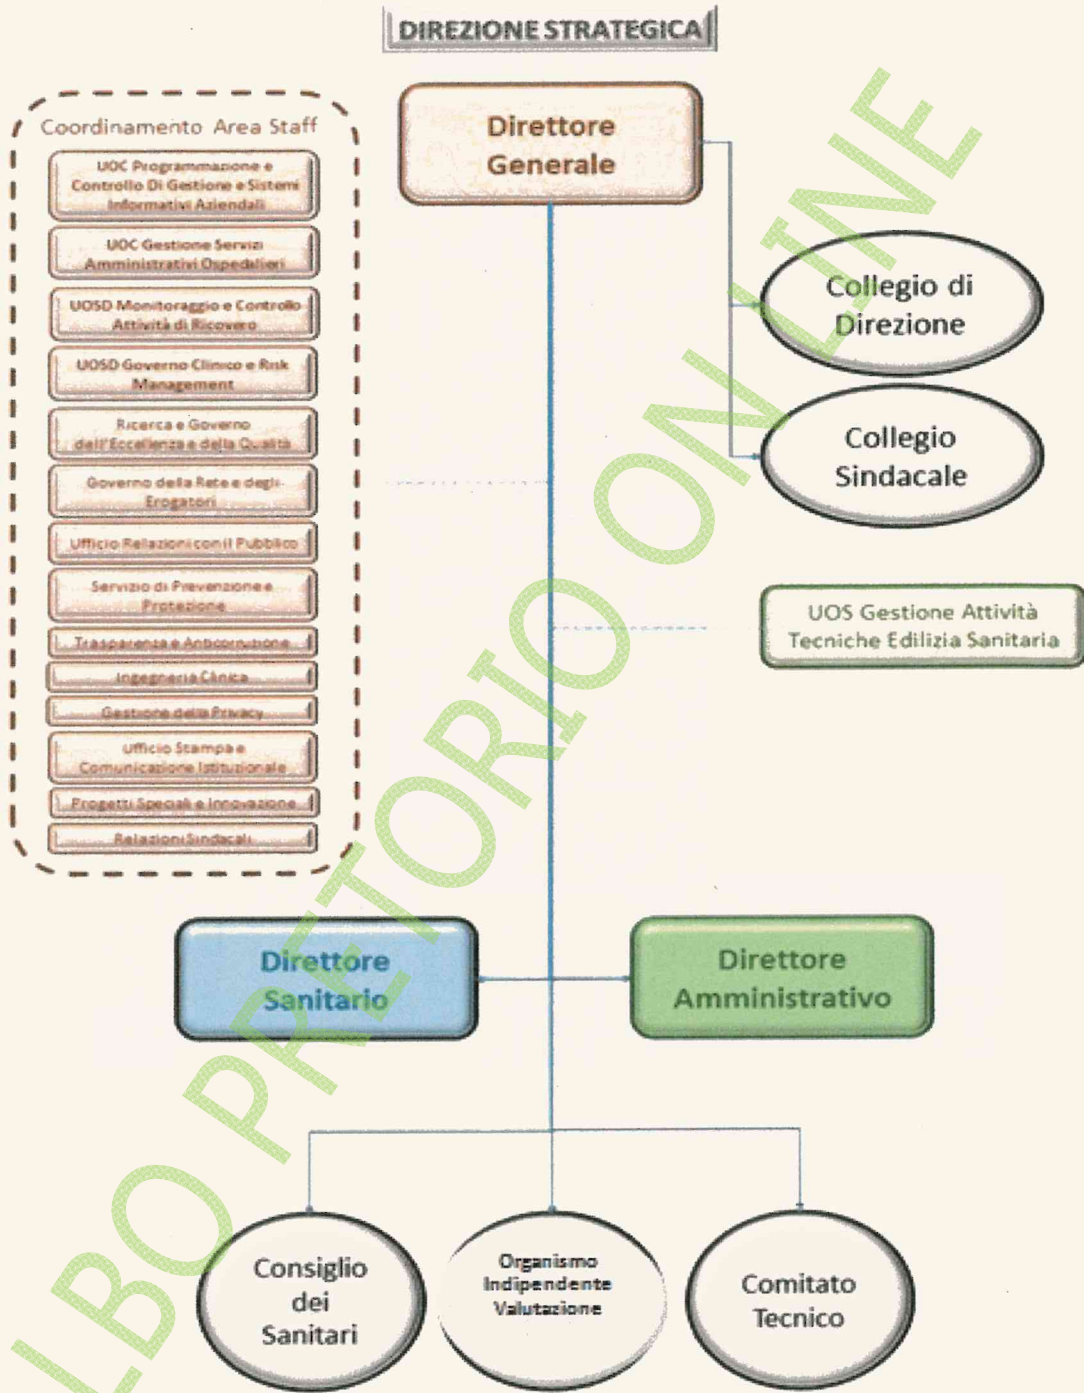 DIREZIONE STRATEGICA
Coordinamento Area Staff
UOC Programmazione e
Controllo Di Gestione e Sistemi
Informativi Aziendali
UOC Gestione Servizi
Amministrativi Ospedalieri
UOSD Monitoraggio e Controllo
Attività di Ricovero
UOSD Governo Clinico e Risk
Management
Ricerca e Governo
dell'Eccellenza e della Qualità
Governo della Rete e degli
Erogatori
Ufficio Relazioni con il Pubblico
Servizio di Prevenzione e
Protezione
Trasparenza e Anticorruzione
Ingegneria Clinica
Gestione della Privacy
Ufficio Stampa e
Comunicazione Istituzionale
Progetti Speciali e Innovazione
Relazioni Sindacali
Direttore
Generale
Collegio di
Direzione
Collegio
Sindacale
UOS Gestione Attività
Tecniche Edilizia Sanitaria
Direttore
Sanitario
Direttore
Amministrativo
Consiglio
dei
Sanitari
Organismo
Indipendente
Valutazione
Comitato
Tecnico
LBO PRETORIO ON LINE